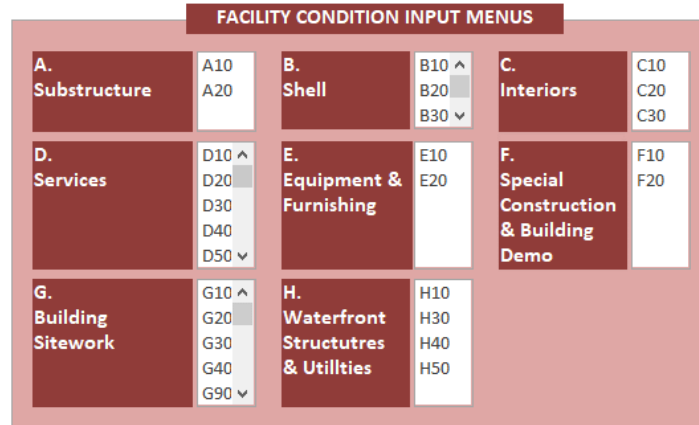 FACILITY CONDITION INPUT MENUS
A.
Substructure
A10
A20
B.
Shell
B10
B20
B30
C.
Interiors
C10
C20
C30
D.
Services
D10
D20
D30
D40
D50
E.
Equipment &
Furnishing
E10
E20
F.
Special
Construction
& Building
Demo
F10
F20
G.
Building
Sitework
G10
G20
G30
G40
G90
H.
Waterfront
Structutres
& Utillties
H10
H30
H40
H50